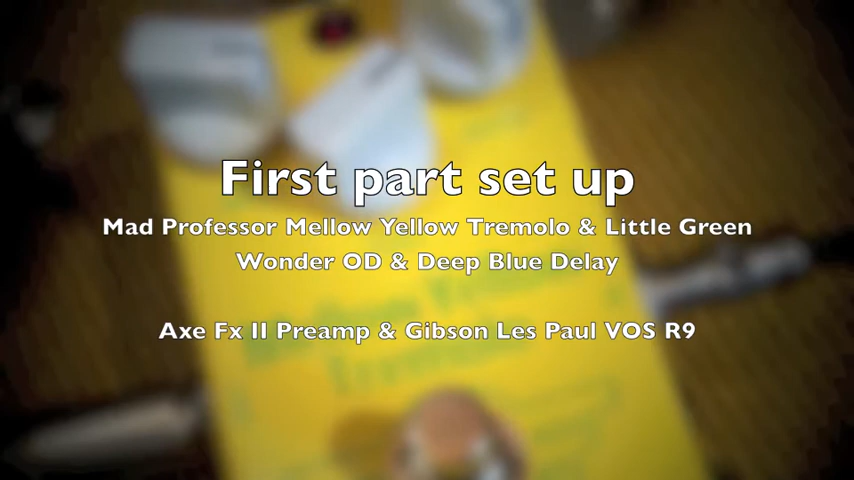 First part set up
Mad Professor Mellow Yellow Tremolo & Little Green
Wonder OD & Deep Blue Delay
Axe Fx II Preamp & Gibson Les Paul VOS R9